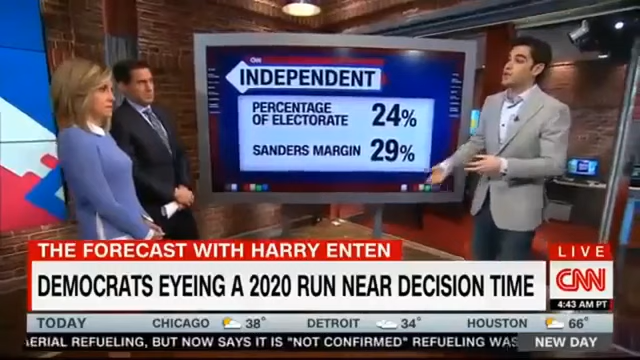 CNN
INDEPENDENT
PERCENTAGE
OF ELECTORATE 24%
SANDERS MARGIN 29%
THE FORECAST WITH HARRY ENTEN
LIVE
DEMOCRATS EYEING A 2020 RUN NEAR DECISION TIME
CNN
4:43 AM PT
TODAY CHICAGO 38° DETROIT 34° HOUSTON 66°
AERIAL REFUELING, BUT NOW SAYS IT IS "NOT CONFIRMED" REFUELING WAS
NEW DAY